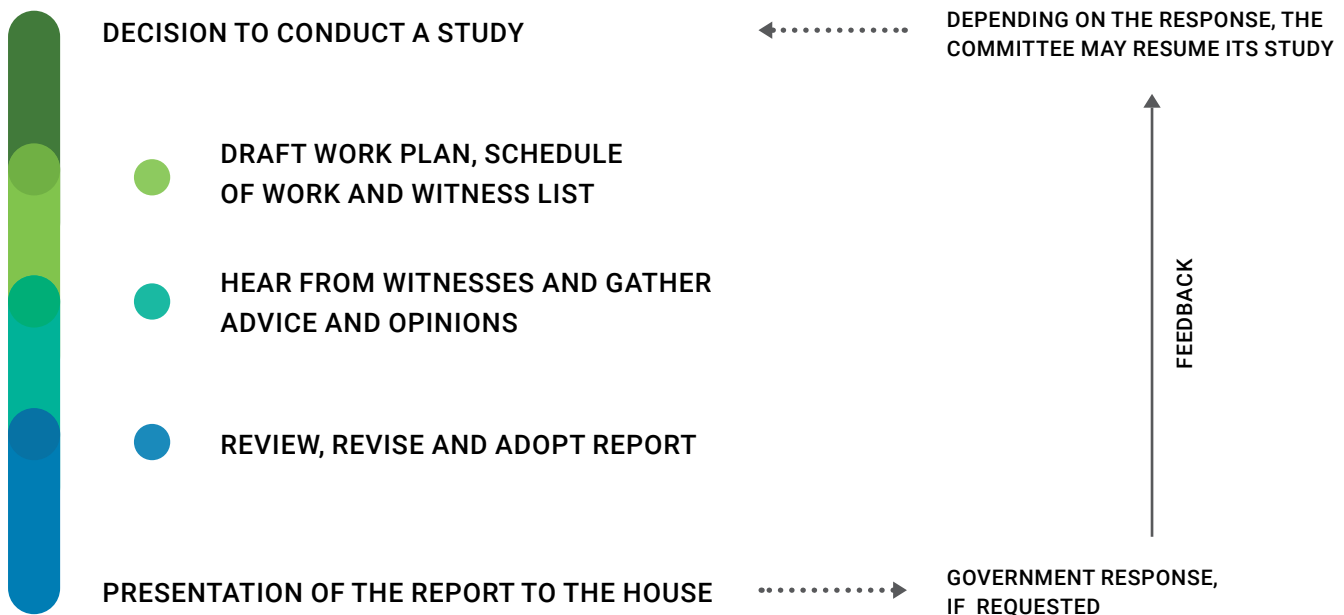 DECISION TO CONDUCT A STUDY
DEPENDING ON THE RESPONSE, THE
COMMITTEE MAY RESUME ITS STUDY
DRAFT WORK PLAN, SCHEDULE
OF WORK AND WITNESS LIST
HEAR FROM WITNESSES AND GATHER
ADVICE AND OPINIONS
FEEDBACK
REVIEW, REVISE AND ADOPT REPORT
PRESENTATION OF THE REPORT TO THE HOUSE
GOVERNMENT RESPONSE,
IF REQUESTED